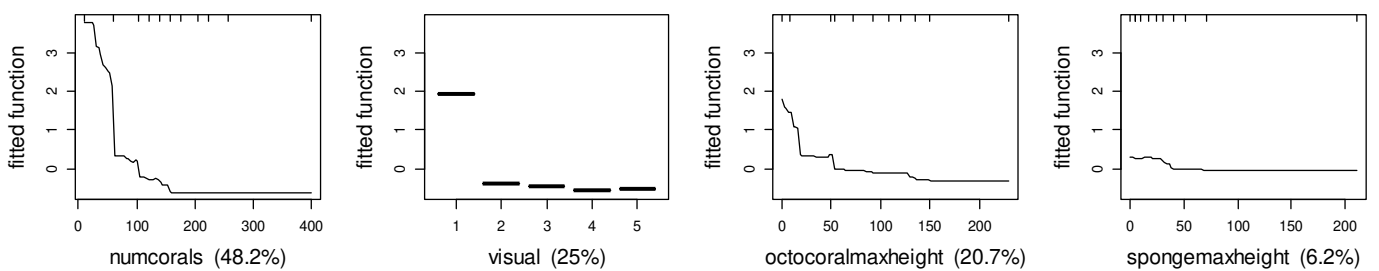 fitted function
3
2
1
0
0 100 200 300 400
numcorals (48.2%)
fitted function
3
2
1
0
1 2 3 4 5
visual (25%)
fitted function
3
2
1
0
0 50 100 150 200
octocoralmaxheight (20.7%)
fitted function
3
2
1
0
0 50 100 150 200
spongemaxheight (6.2%)